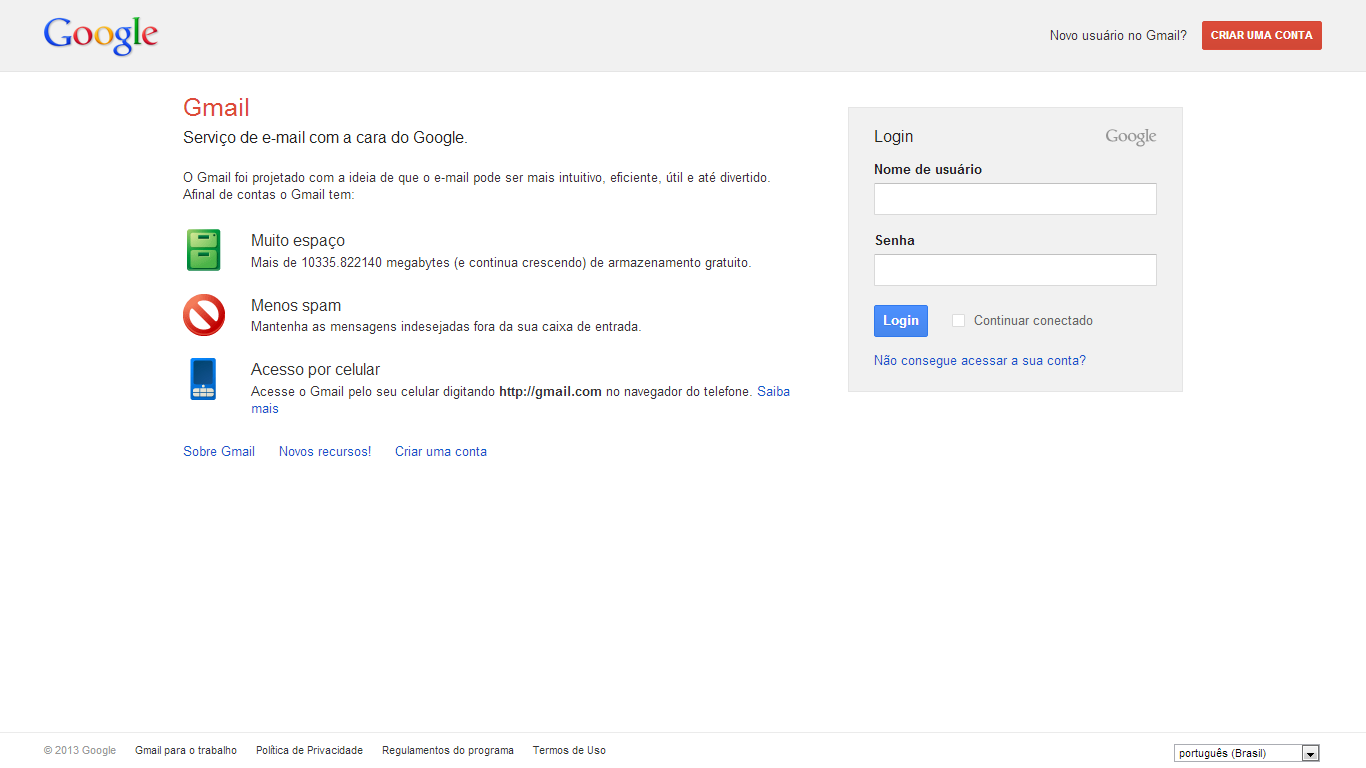 Google
Novo usuário no Gmail?
CRIAR UMA CONTA
Gmail
Serviço de e-mail com a cara do Google.
O Gmail foi projetado com a ideia de que o e-mail pode ser mais intuitivo, eficiente, útil e até divertido.
Afinal de contas o Gmail tem:
Muito espaço
Mais de 10335.822140 megabytes (e continua crescendo) de armazenamento gratuito.
Menos spam
Mantenha as mensagens indesejadas fora da sua caixa de entrada.
Acesso por celular
Acesse o Gmail pelo seu celular digitando http://gmail.com no navegador do telefone. Saiba
mais
Sobre Gmail
Novos recursos!
Criar uma conta
Login
Google
Nome de usuário
Senha
Login
Continuar conectado
Não consegue acessar a sua conta?
© 2013 Google
Gmail para o trabalho
Política de Privacidade
Regulamentos do programa
Termos de Uso
português (Brasil)